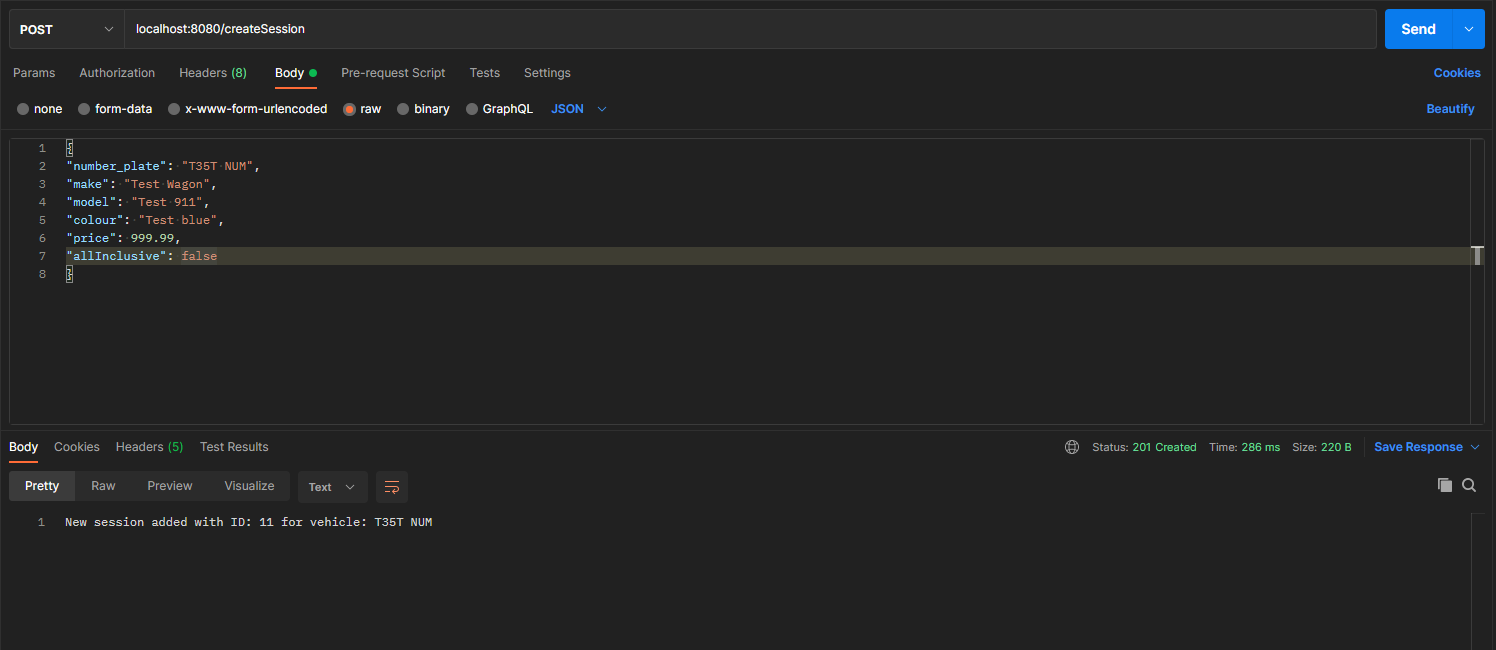 POST localhost:8080/createSession Send
Params Authorization Headers (8) Body Pre-request Script Tests Settings Cookies
none form-data x-www-form-urlencoded raw binary GraphQL JSON Beautify
1 {
2 "number_plate": "T35T NUM",
3 "make": "Test Wagon",
4 "model": "Test 911",
5 "colour": "Test blue",
6 "price": 999.99,
7 "allInclusive": false
8 }
Body Cookies Headers (5) Test Results Status: 201 Created Time: 286 ms Size: 220 B Save Response
Pretty Raw Preview Visualize Text
1 New session added with ID: 11 for vehicle: T35T NUM